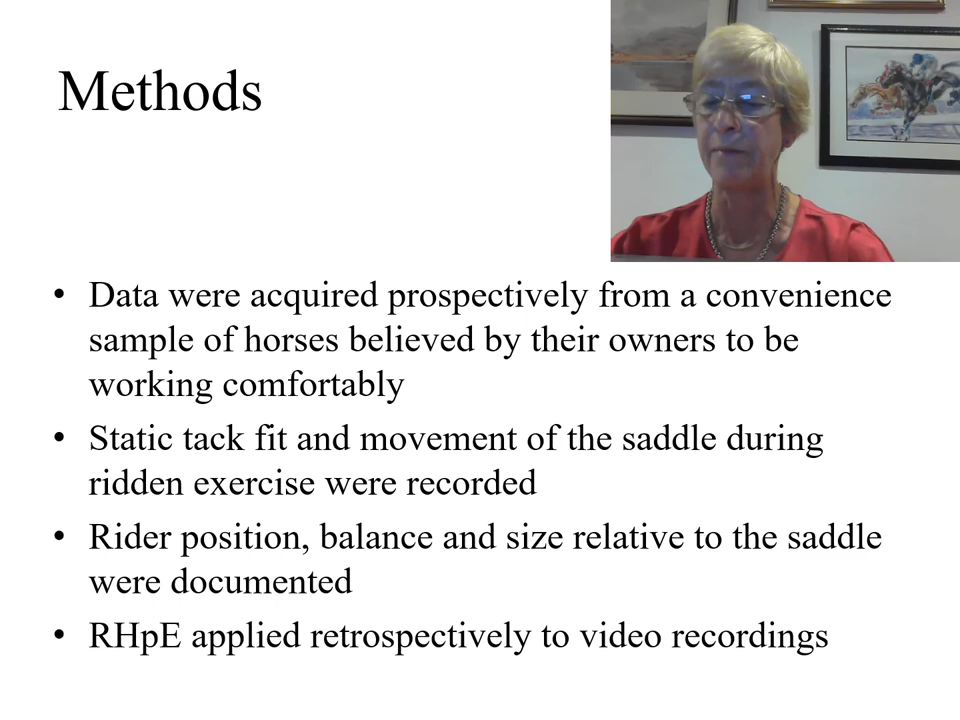 Methods
• Data were acquired prospectively from a convenience
sample of horses believed by their owners to be
working comfortably
• Static tack fit and movement of the saddle during
ridden exercise were recorded
• Rider position, balance and size relative to the saddle
were documented
• RHpE applied retrospectively to video recordings